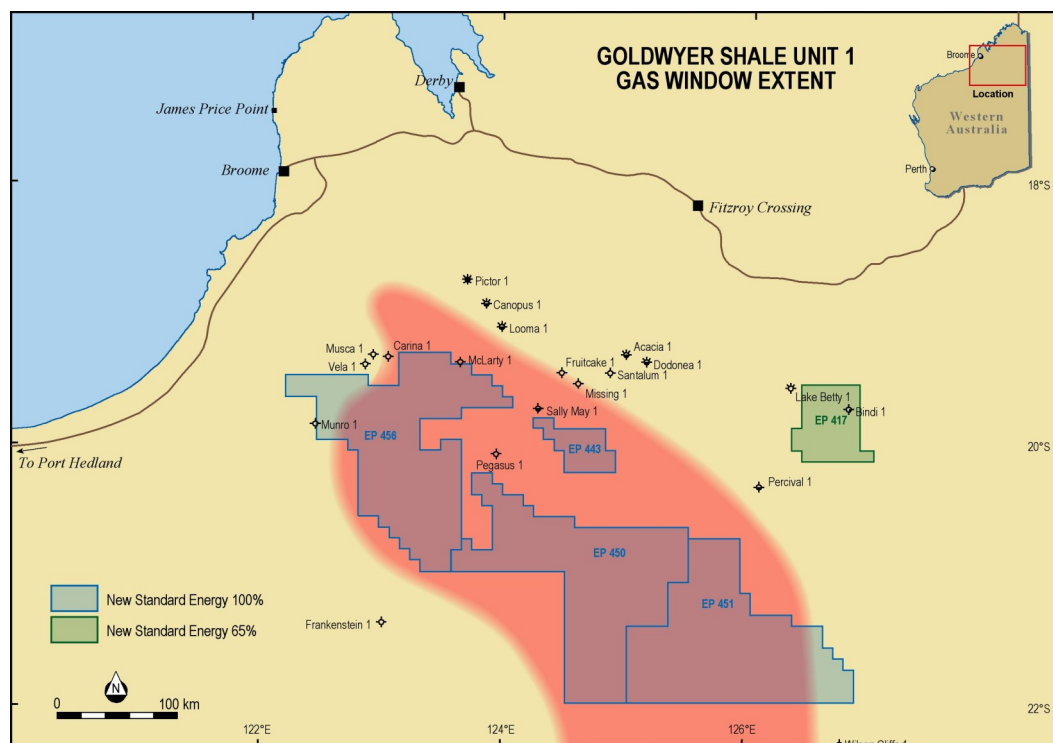 GOLDWYER SHALE UNIT 1
GAS WINDOW EXTENT
Broome
Location
Western
Australia
Perth
Derby
James Price Point
Broome
18°S
Fitzroy Crossing
Pictor 1
Canopus 1
Looma 1
Musca 1
Carina 1
Vela 1
McLarty 1
Acacia 1
Fruitcake 1
Dodonea 1
Santalum 1
Missing 1
Lake Betty 1
Sally May 1
Bindi 1
EP 417
Munro 1
EP 456
EP 443
20°S
To Port Hedland
Pegasus 1
Percival 1
EP 450
EP 451
New Standard Energy 100%
New Standard Energy 65%
Frankenstein 1
N
0
100 km
22°S
122°E
124°E
126°E